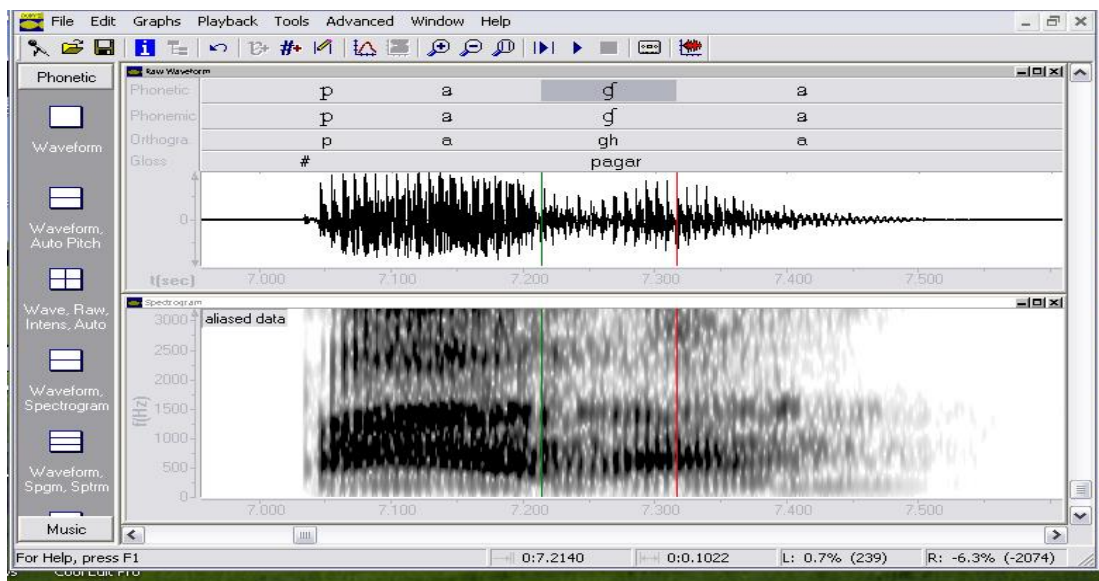 File Edit Graphs Playback Tools Advanced Window Help
Phonetic
Waveform
Waveform, Auto Pitch
Wave, Raw, Intens, Auto
Waveform, Spectrogram
Waveform, Spgm, Sptrm
Music
Raw Waveform
Phonetic p a ɠ a
Phonemic p a ɠ a
Orthogra p a gh a
Gloss # pagar
0
t(sec) 7.000 7.100 7.200 7.300 7.400 7.500
Spectrogram
aliased data
3000
2500
2000
1500
1000
500
0
f(Hz)
7.000 7.100 7.200 7.300 7.400 7.500
For Help, press F1 0:7.2140 0:0.1022 L: 0.7% (239) R: -6.3% (-2074)